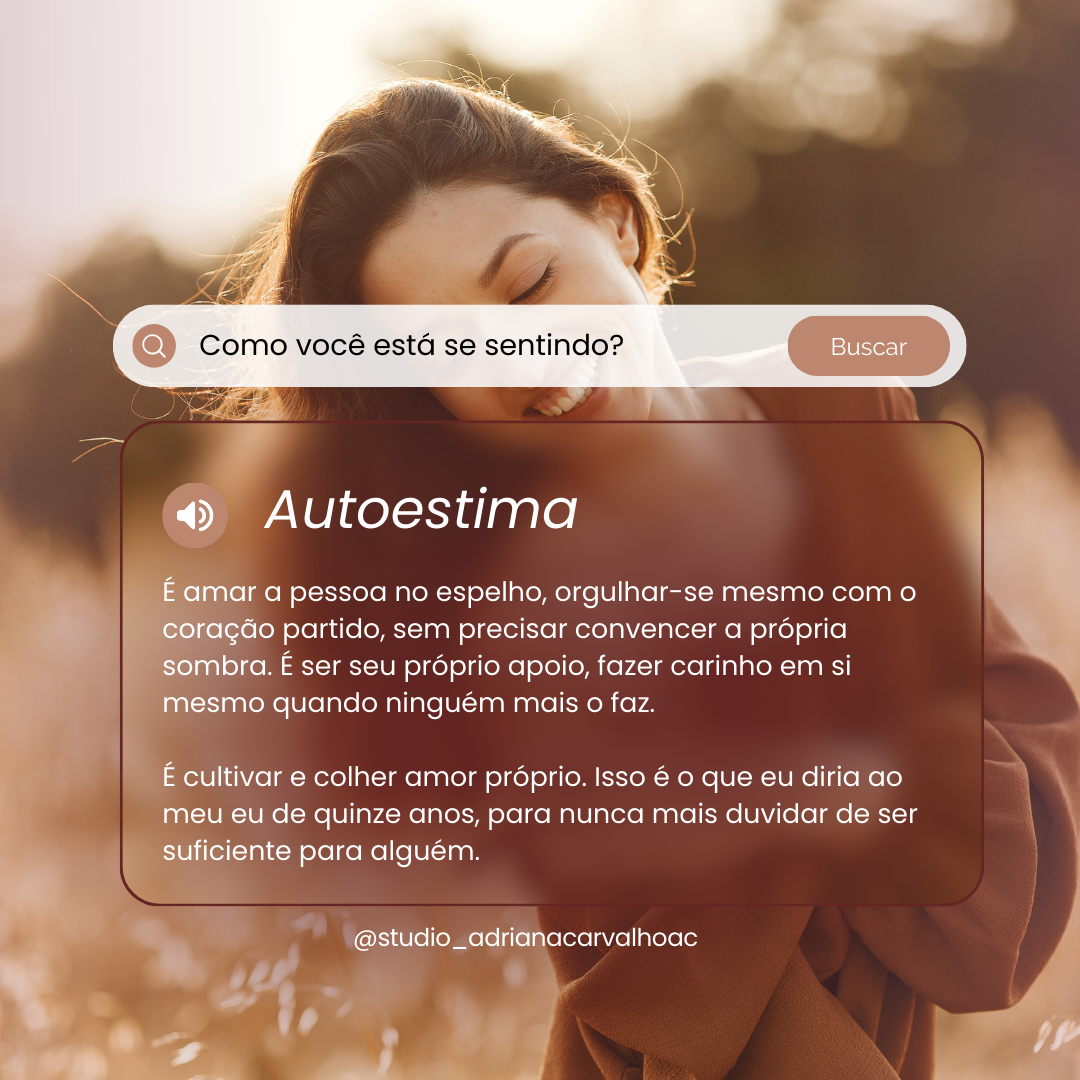 Como você está se sentindo?
Buscar
Autoestima
É amar a pessoa no espelho, orgulhar-se mesmo com o
coração partido, sem precisar convencer a própria
sombra. É ser seu próprio apoio, fazer carinho em si
mesmo quando ninguém mais o faz.
É cultivar e colher amor próprio. Isso é o que eu diria ao
meu eu de quinze anos, para nunca mais duvidar de ser
suficiente para alguém.
@studio_adrianacarvalhoac